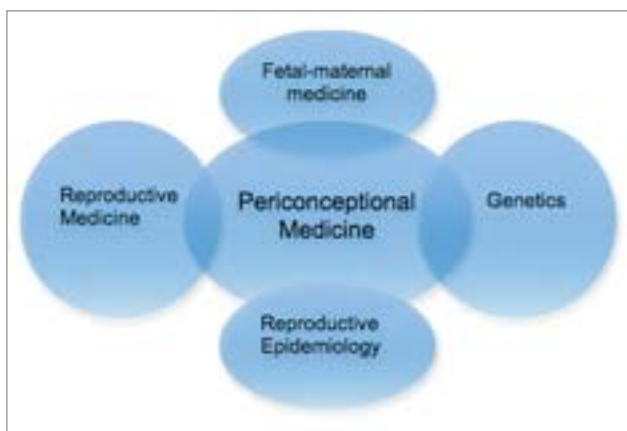 Fetal-maternal
medicine
Reproductive
Medicine
Periconceptional
Medicine
Genetics
Reproductive
Epidemiology